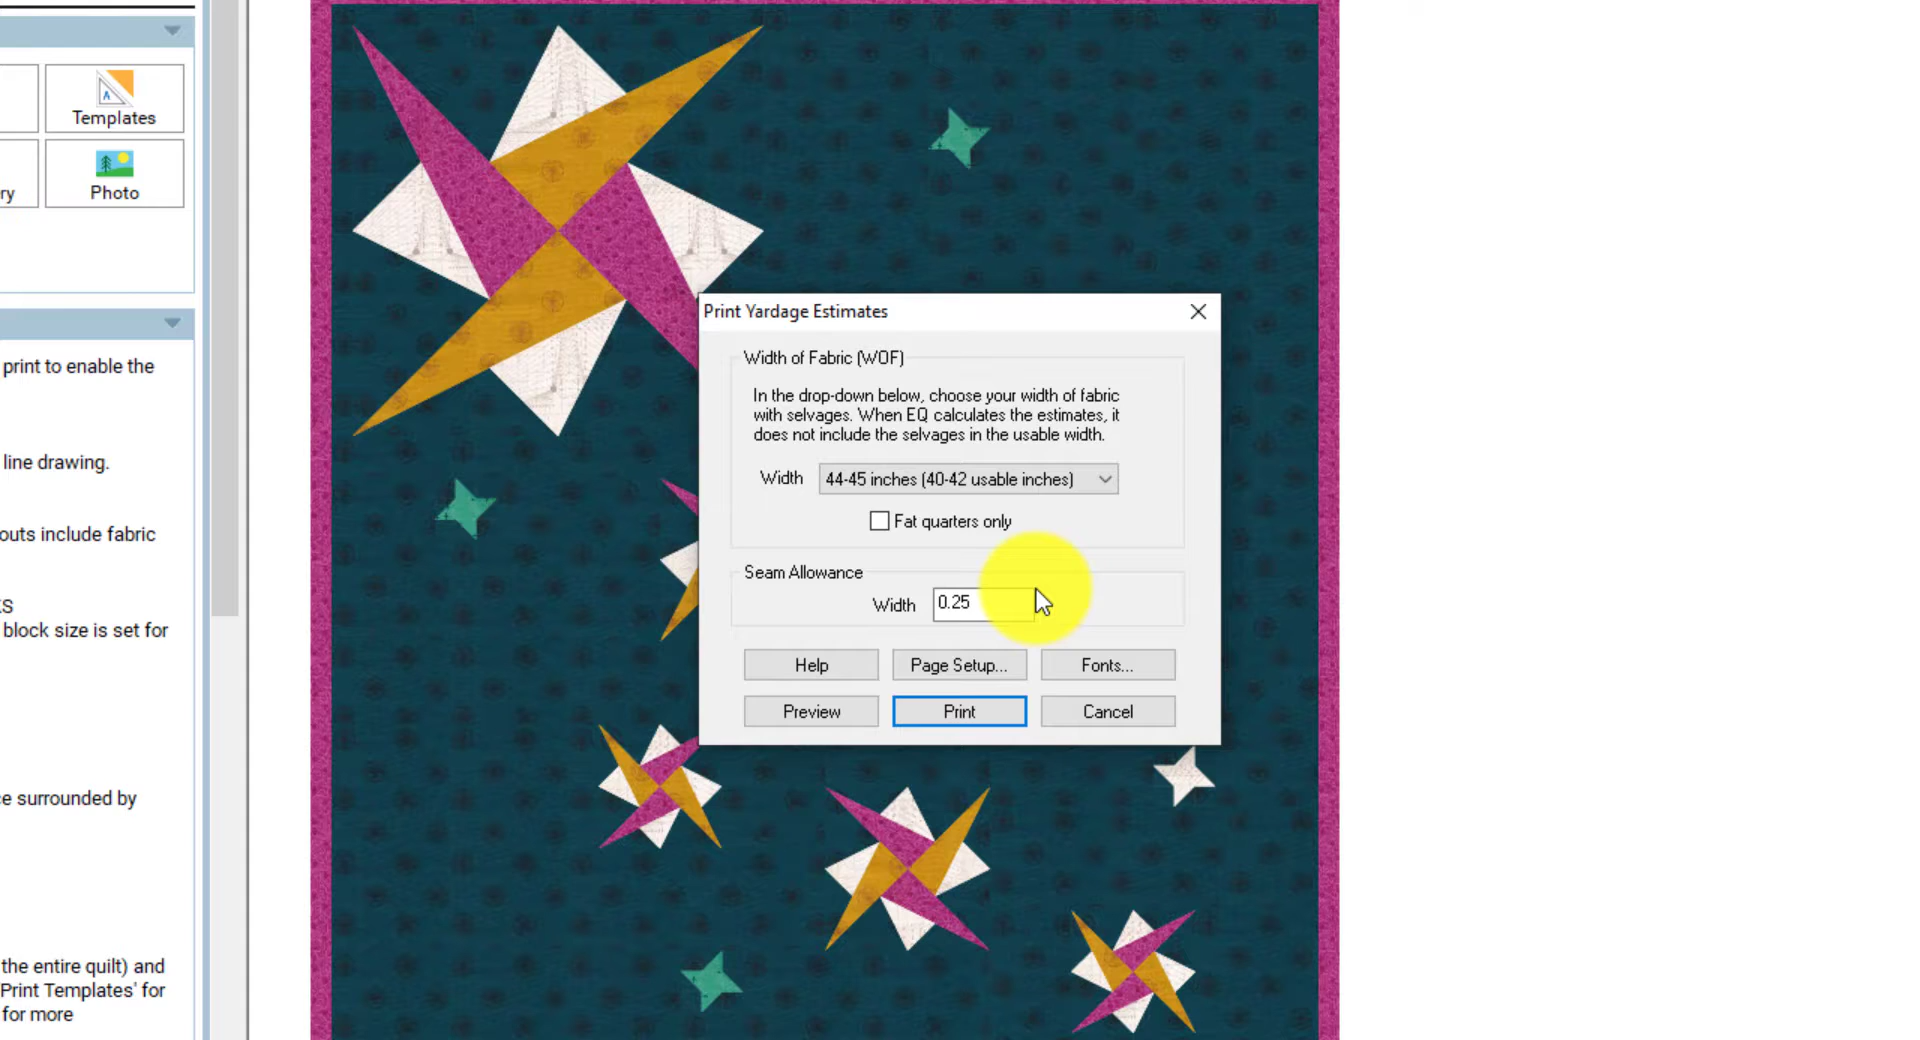 Templates
ry
Photo
print to enable the
line drawing.
outs include fabric
KS
block size is set for
ce surrounded by
the entire quilt) and
Print Templates' for
for more
Print Yardage Estimates
Width of Fabric (WOF)
In the drop-down below, choose your width of fabric
with selvages. When EQ calculates the estimates, it
does not include the selvages in the usable width.
Width 44-45 inches (40-42 usable inches)
Fat quarters only
Seam Allowance
Width 0.25
Help Page Setup... Fonts...
Preview Print Cancel